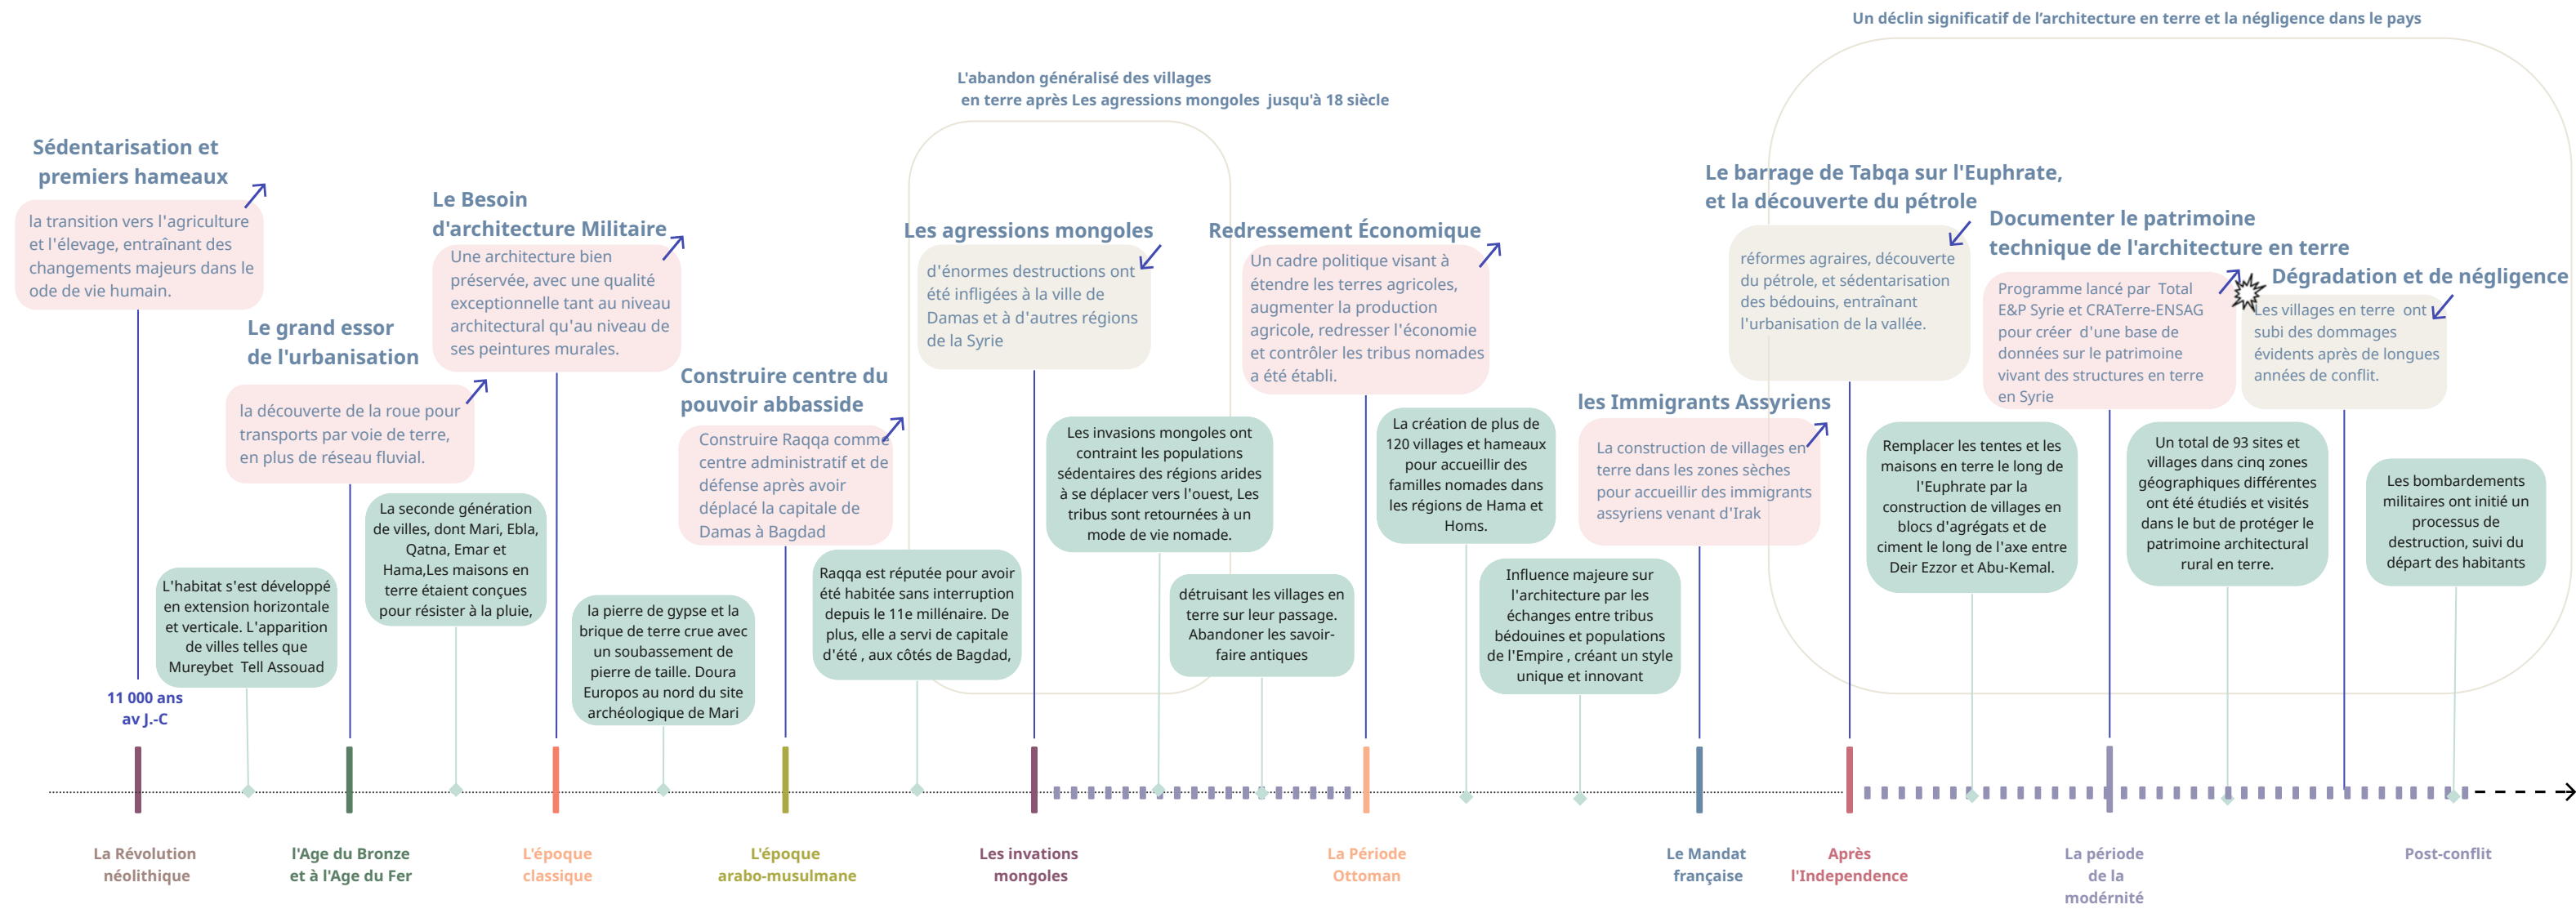 Un déclin significatif de l’architecture en terre et la négligence dans le pays
L'abandon généralisé des villages
en terre après Les agressions mongoles jusqu'à 18 siècle
Sédentarisation et
premiers hameaux
la transition vers l'agriculture
et l'élevage, entraînant des
changements majeurs dans le
ode de vie humain.
L'habitat s'est développé
en extension horizontale
et verticale. L'apparition
de villes telles que
Mureybet Tell Assouad
11 000 ans
av J.-C
Le grand essor
de l'urbanisation
la découverte de la roue pour
transports par voie de terre,
en plus de réseau fluvial.
La seconde génération
de villes, dont Mari, Ebla,
Qatna, Emar et
Hama,Les maisons en
terre étaient conçues
pour résister à la pluie,
Le Besoin
d'architecture Militaire
Une architecture bien
préservée, avec une qualité
exceptionnelle tant au niveau
architectural qu'au niveau de
ses peintures murales.
la pierre de gypse et la
brique de terre crue avec
un soubassement de
pierre de taille. Doura
Europos au nord du site
archéologique de Mari
Construire centre du
pouvoir abbasside
Construire Raqqa comme
centre administratif et de
défense après avoir
déplacé la capitale de
Damas à Bagdad
Raqqa est réputée pour avoir
été habitée sans interruption
depuis le 11e millénaire. De
plus, elle a servi de capitale
d'été , aux côtés de Bagdad,
Les agressions mongoles
d'énormes destructions ont
été infligées à la ville de
Damas et à d'autres régions
de la Syrie
Les invasions mongoles ont
contraint les populations
sédentaires des régions arides
à se déplacer vers l'ouest, Les
tribus sont retournées à un
mode de vie nomade.
détruisant les villages en
terre sur leur passage.
Abandoner les savoir-
faire antiques
Redressement Économique
Un cadre politique visant à
étendre les terres agricoles,
augmenter la production
agricole, redresser l'économie
et contrôler les tribus nomades
a été établi.
La création de plus de
120 villages et hameaux
pour accueillir des
familles nomades dans
les régions de Hama et
Homs.
Influence majeure sur
l'architecture par les
échanges entre tribus
bédouines et populations
de l'Empire , créant un style
unique et innovant
les Immigrants Assyriens
La construction de villages en
terre dans les zones sèches
pour accueillir des immigrants
assyriens venant d'Irak
Le barrage de Tabqa sur l'Euphrate,
et la découverte du pétrole
réformes agraires, découverte
du pétrole, et sédentarisation
des bédouins, entraînant
l'urbanisation de la vallée.
Remplacer les tentes et les
maisons en terre le long de
l'Euphrate par la
construction de villages en
blocs d'agrégats et de
ciment le long de l'axe entre
Deir Ezzor et Abu-Kemal.
Documenter le patrimoine
technique de l'architecture en terre
Programme lancé par Total
E&P Syrie et CRATerre-ENSAG
pour créer d'une base de
données sur le patrimoine
vivant des structures en terre
en Syrie
Un total de 93 sites et
villages dans cinq zones
géographiques différentes
ont été étudiés et visités
dans le but de protéger le
patrimoine architectural
rural en terre.
Dégradation et de négligence
Les villages en terre ont
subi des dommages
évidents après de longues
années de conflit.
Les bombardements
militaires ont initié un
processus de
destruction, suivi du
départ des habitants
La Révolution
néolithique
l'Age du Bronze
et à l'Age du Fer
L'époque
classique
L'époque
arabo-musulmane
Les invations
mongoles
La Période
Ottoman
Le Mandat
française
Après
l'Independence
La période
de la
modérnité
Post-conflit